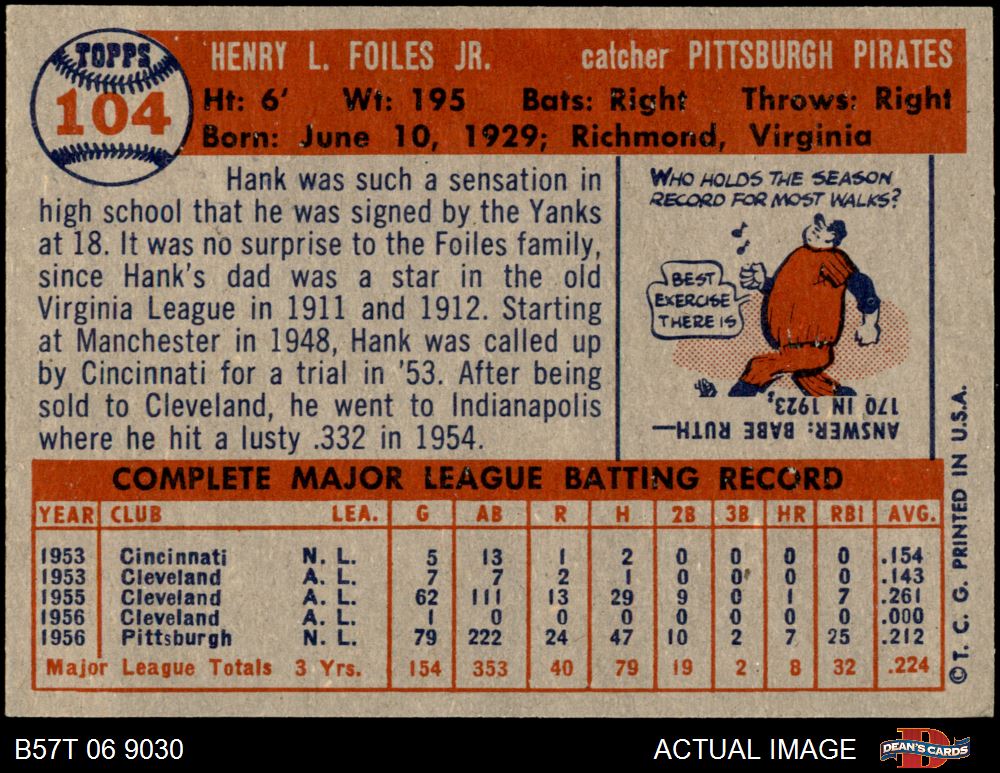 TOPPS
104
HENRY L. FOILES JR. catcher PITTSBURGH PIRATES
Ht: 6' Wt: 195 Bats: Right Throws: Right
Born: June 10, 1929; Richmond, Virginia
Hank was such a sensation in
high school that he was signed by the Yanks
at 18. It was no surprise to the Foiles family,
since Hank's dad was a star in the old
Virginia League in 1911 and 1912. Starting
at Manchester in 1948, Hank was called up
by Cincinnati for a trial in '53. After being
sold to Cleveland, he went to Indianapolis
where he hit a lusty .332 in 1954.
WHO HOLDS THE SEASON
RECORD FOR MOST WALKS?
BEST
EXERCISE
THERE IS
ANSWER: BABE RUTH—
170 IN 1923,
COMPLETE MAJOR LEAGUE BATTING RECORD
YEAR CLUB LEA. G AB R H 2B 3B HR RBI AVG.
1953 Cincinnati N. L. 5 13 1 2 0 0 0 0 .154
1953 Cleveland A. L. 7 7 2 1 0 0 0 0 .143
1955 Cleveland A. L. 62 111 13 29 9 0 1 7 .261
1956 Cleveland A. L. 1 0 0 0 0 0 0 0 .000
1956 Pittsburgh N. L. 79 222 24 47 10 2 7 25 .212
Major League Totals 3 Yrs. 154 353 40 79 19 2 8 32 .224
©T. C. G. PRINTED IN U.S.A.
B57T 06 9030 ACTUAL IMAGE
DEAN'S CARDS